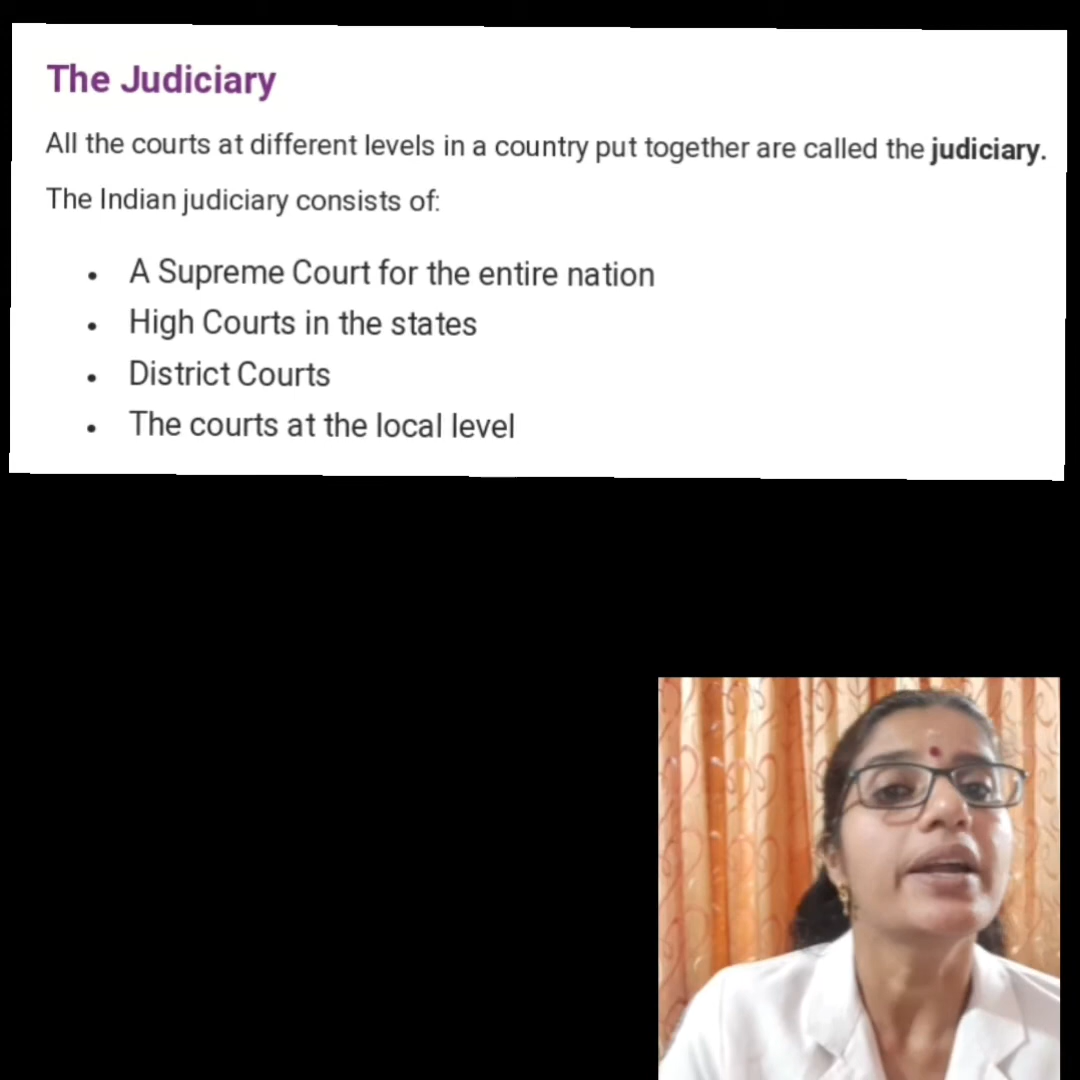 The Judiciary
All the courts at different levels in a country put together are called the judiciary.
The Indian judiciary consists of:
• A Supreme Court for the entire nation
• High Courts in the states
• District Courts
• The courts at the local level